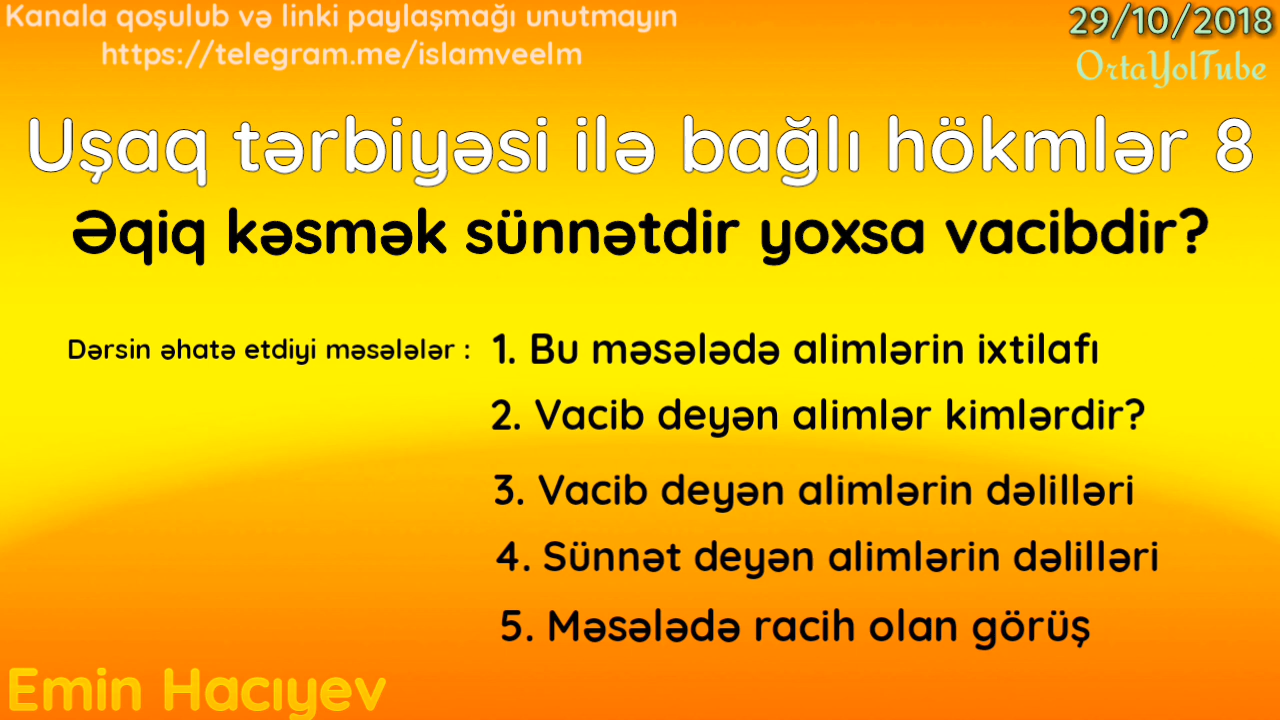 Kanala qoşulub və linki paylaşmağı unutmayın
https://telegram.me/islamveelm
29/10/2018
OrtaYolTube
Uşaq tərbiyəsi ilə bağlı hökmlər 8
Əqiq kəsmək sünnətdir yoxsa vacibdir?
Dərsin əhatə etdiyi məsələlər :
1. Bu məsələdə alimlərin ixtilafı
2. Vacib deyən alimlər kimlərdir?
3. Vacib deyən alimlərin dəlilləri
4. Sünnət deyən alimlərin dəlilləri
5. Məsələdə racih olan görüş
Emin Hacıyev